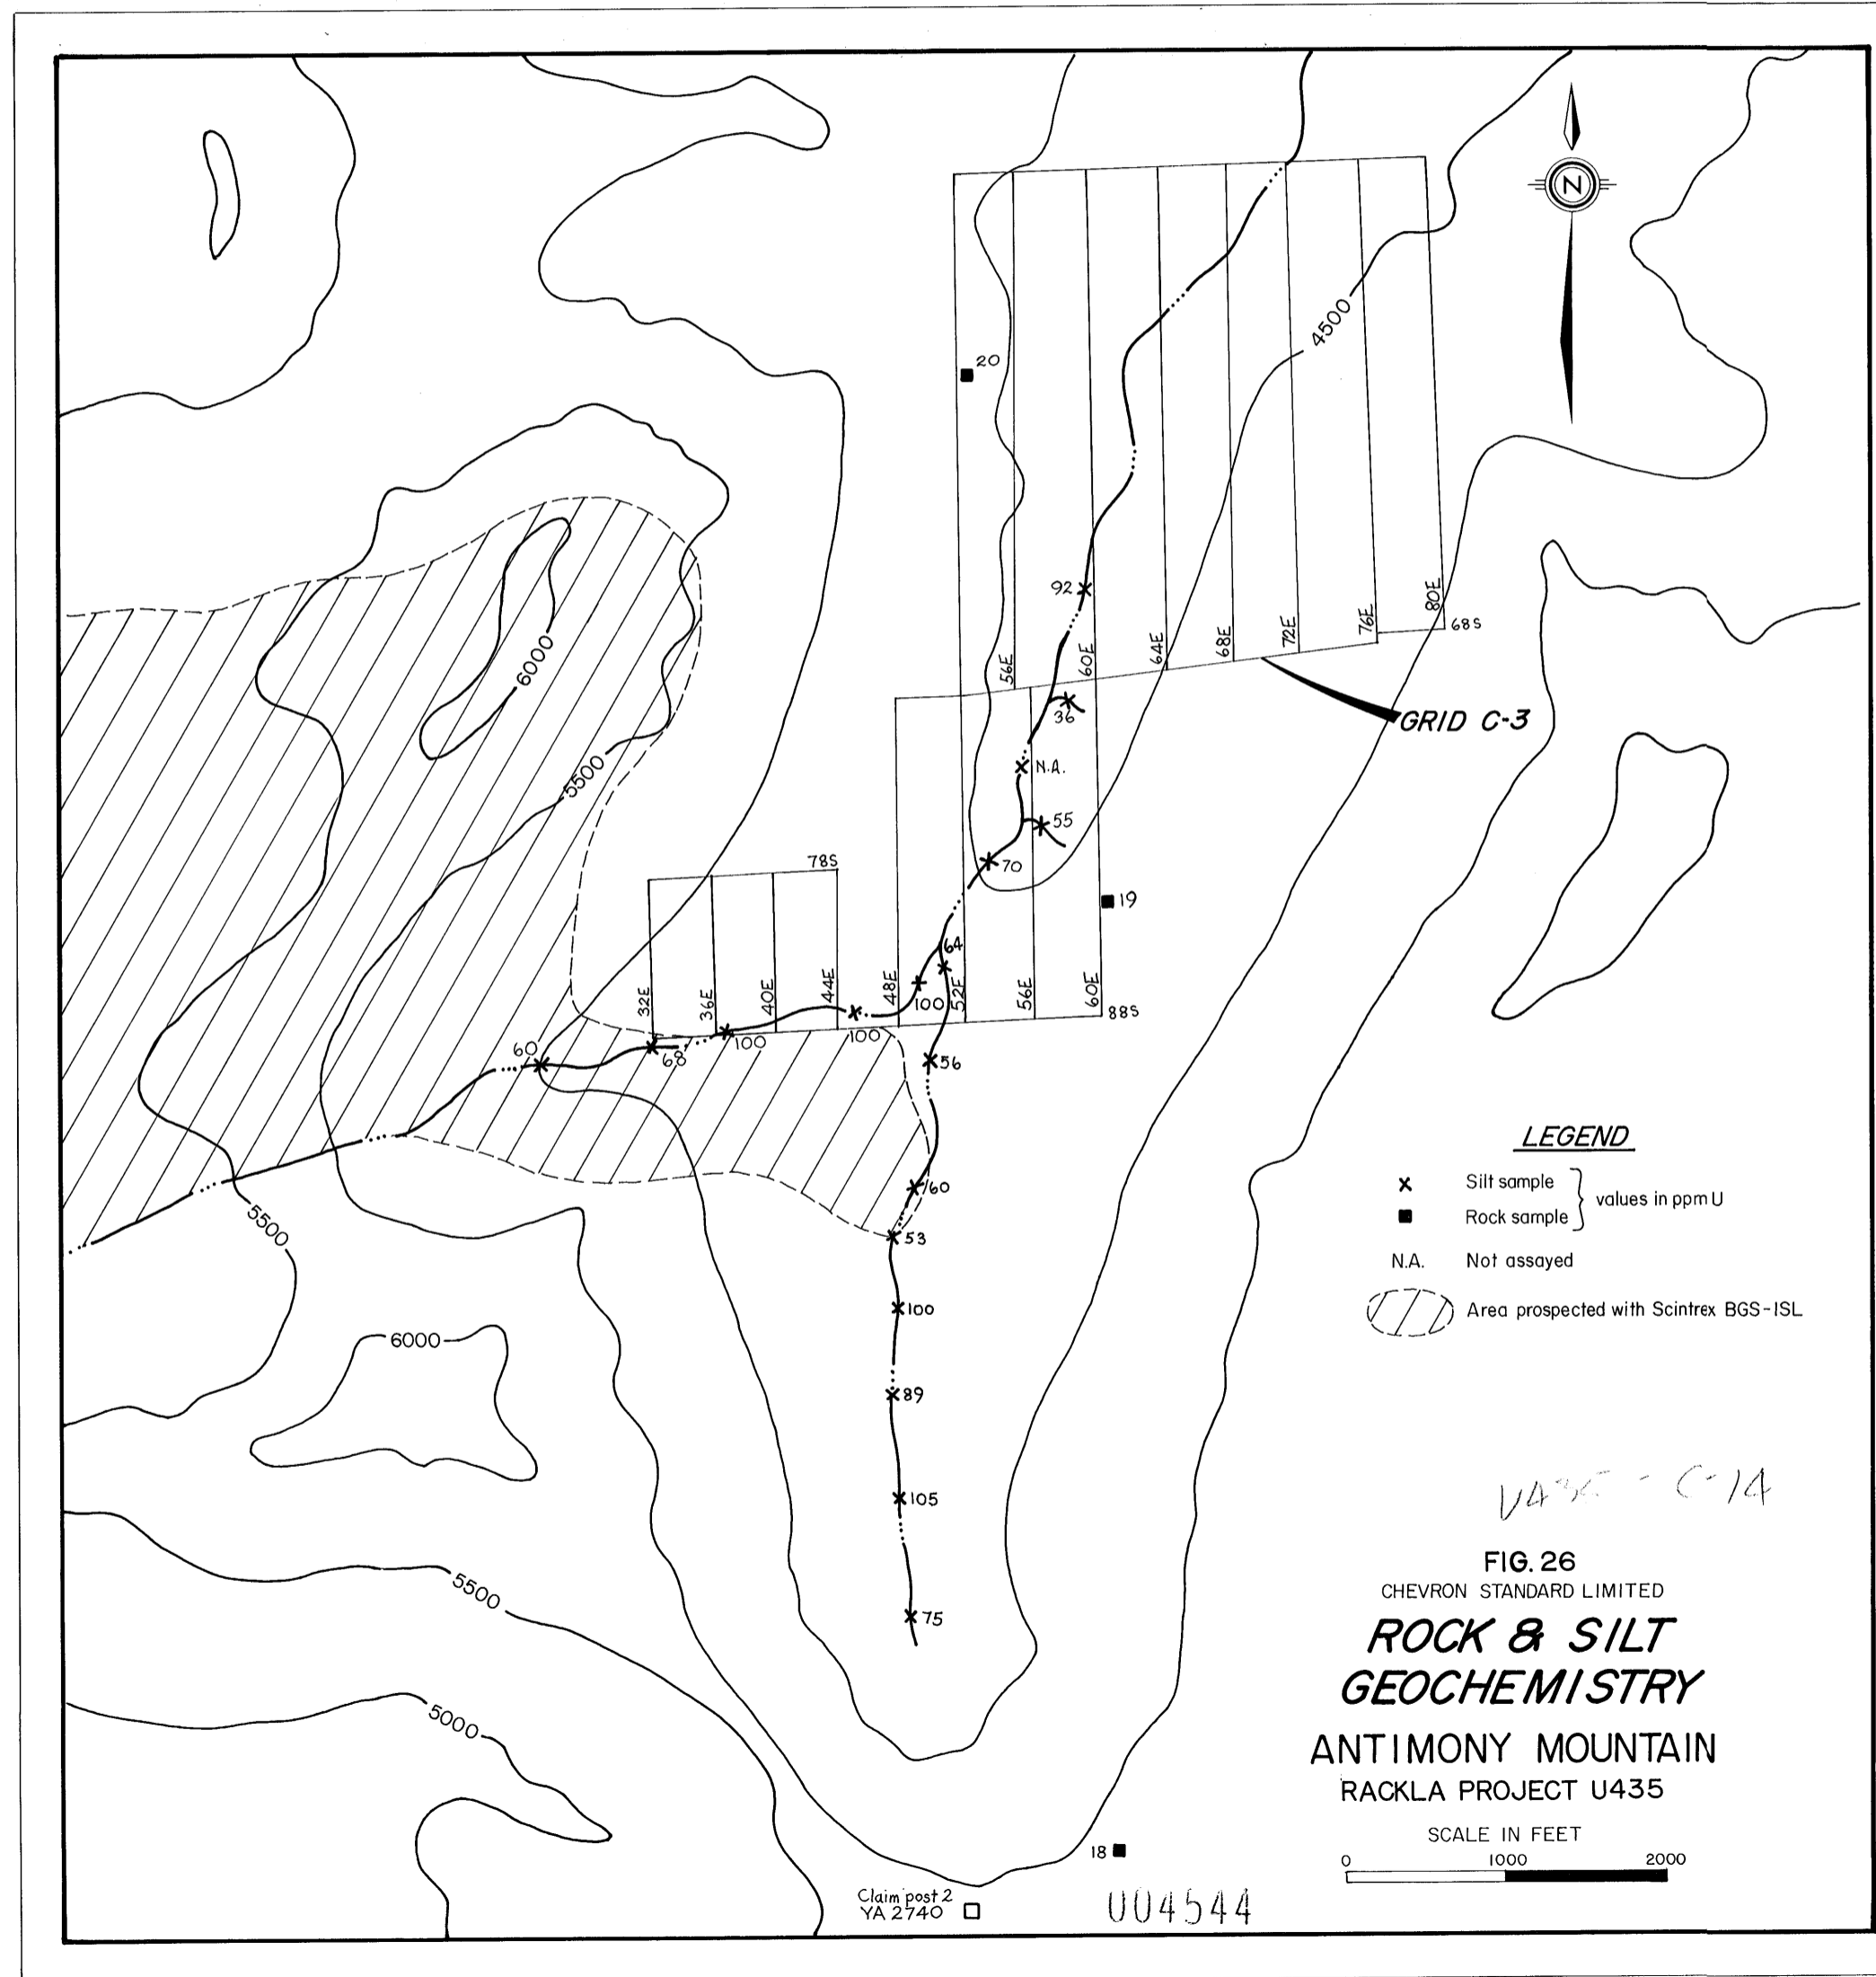 N
20
4500
92
56E
60E
64E
68E
72E
76E
80E
68S
6000
36
GRID C-3
N.A.
5500
55
70
78S
19
64
32E
36E
40E
44E
48E
100
52E
56E
60E
88S
60
68
100
100
56
60
53
5500
100
6000
89
105
5500
75
5000
18
Claim post 2
YA 2740
004544
LEGEND
Silt sample
Rock sample
values in ppm U
N.A. Not assayed
Area prospected with Scintrex BGS-ISL
C-14
FIG. 26
CHEVRON STANDARD LIMITED
ROCK & SILT
GEOCHEMISTRY
ANTIMONY MOUNTAIN
RACKLA PROJECT U435
SCALE IN FEET
0 1000 2000